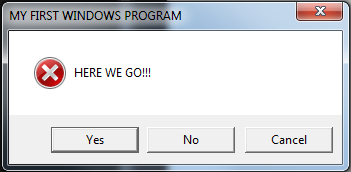 MY FIRST WINDOWS PROGRAM
HERE WE GO!!!
Yes No Cancel